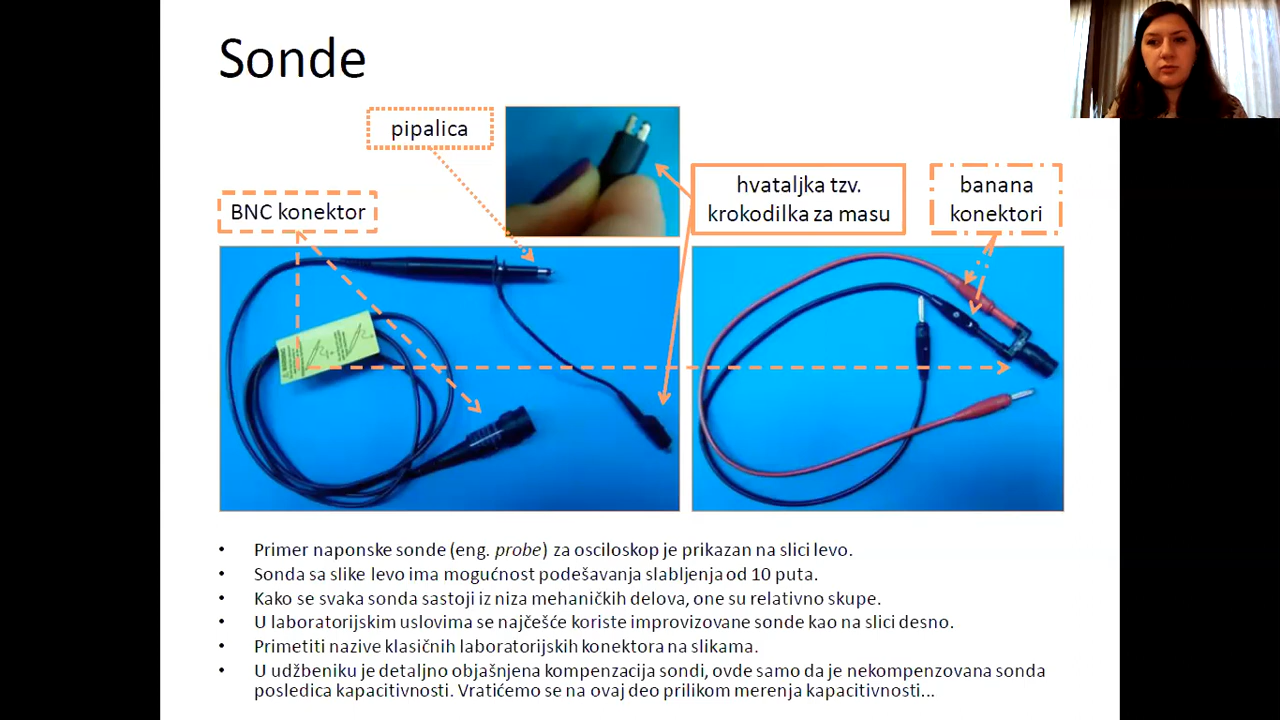 Sonde
pipalica
hvataljka tzv.
krokodilka za masu
banana
konektori
BNC konektor
• Primer naponske sonde (eng. probe) za osciloskop je prikazan na slici levo.
• Sonda sa slike levo ima mogućnost podešavanja slabljenja od 10 puta.
• Kako se svaka sonda sastoji iz niza mehaničkih delova, one su relativno skupe.
• U laboratorijskim uslovima se najčešće koriste improvizovane sonde kao na slici desno.
• Primetiti nazive klasičnih laboratorijskih konektora na slikama.
• U udžbeniku je detaljno objašnjena kompenzacija sondi, ovde samo da je nekompenzovana sonda
posledica kapacitivnosti. Vratićemo se na ovaj deo prilikom merenja kapacitivnosti...